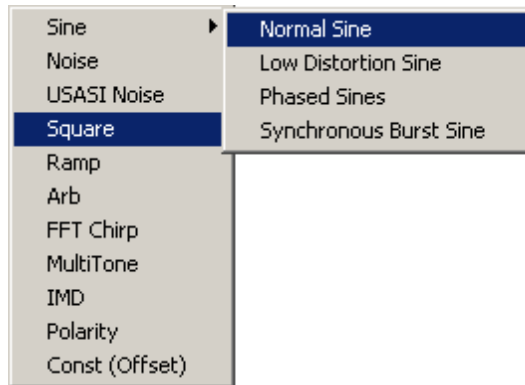 Sine
Noise
USASI Noise
Square
Ramp
Arb
FFT Chirp
MultiTone
IMD
Polarity
Const (Offset)
Normal Sine
Low Distortion Sine
Phased Sines
Synchronous Burst Sine